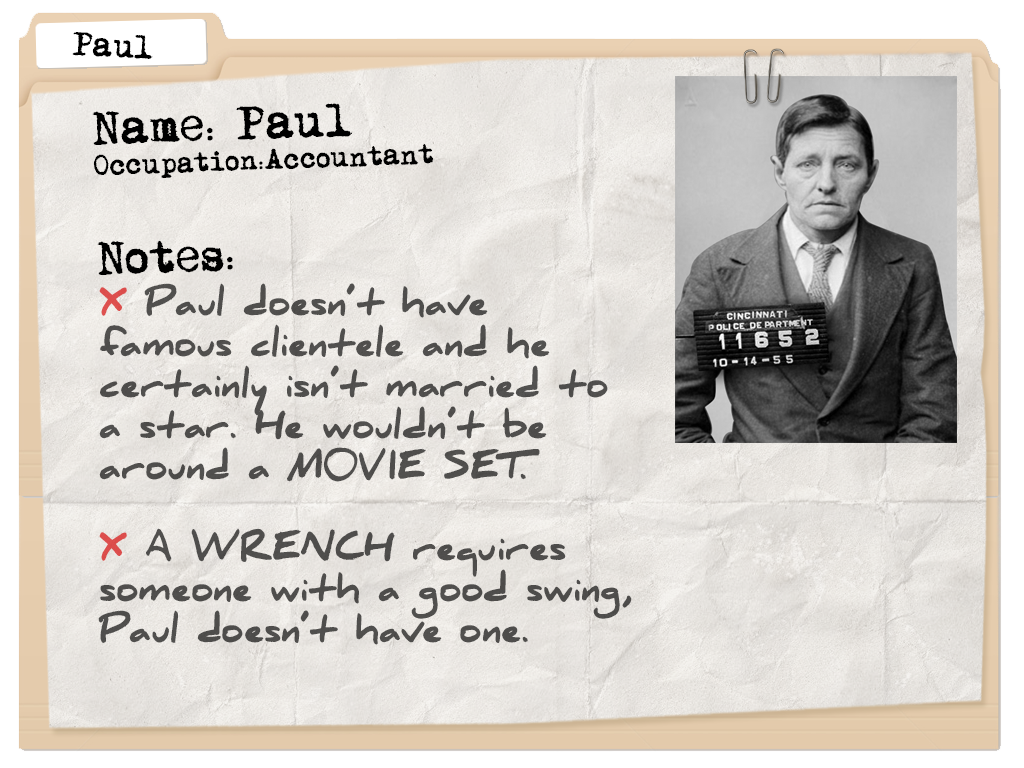 Paul
Name: Paul
Occupation:Accountant
Notes:
✗ Paul doesn't have
famous clientele and he
certainly isn't married to
a star. He wouldn't be
around a MOVIE SET.
✗ A WRENCH requires
someone with a good swing,
Paul doesn't have one.
CINCINNATI
POLICE DEPARTMENT
11652
10-14-55